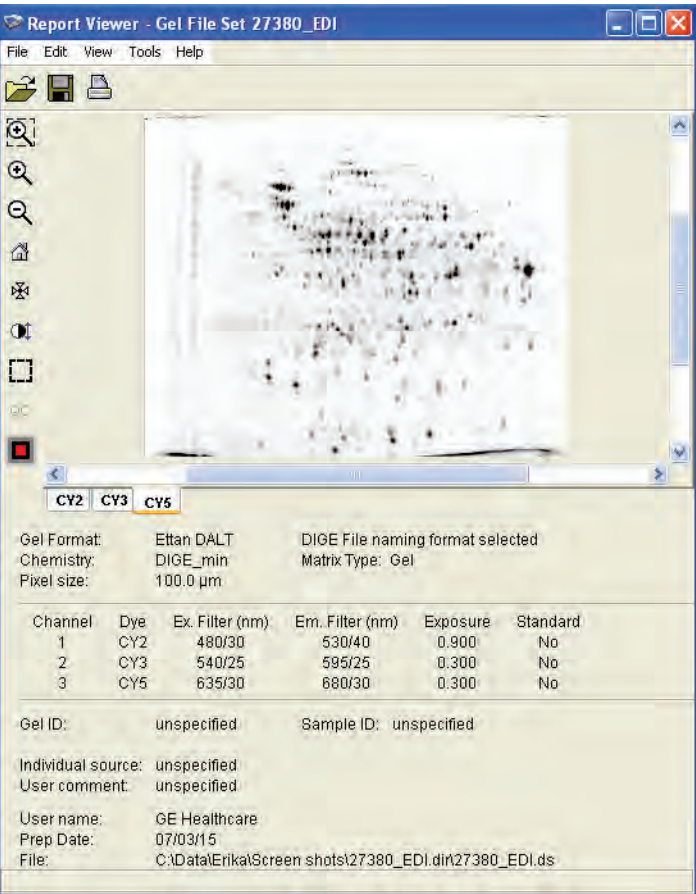 Report Viewer - Gel File Set 27380_EDI
File Edit View Tools Help
CY2 CY3 CY5
Gel Format: Ettan DALT DIGE File naming format selected
Chemistry: DIGE_min Matrix Type: Gel
Pixel size: 100.0 µm
Channel Dye Ex. Filter (nm) Em. Filter (nm) Exposure Standard
1 CY2 480/30 530/40 0.900 No
2 CY3 540/25 595/25 0.300 No
3 CY5 635/30 680/30 0.300 No
Gel ID: unspecified Sample ID: unspecified
Individual source: unspecified
User comment: unspecified
User name: GE Healthcare
Prep Date: 07/03/15
File: C:\Data\Erika\Screen shots\27380_EDI.dir\27380_EDI.ds